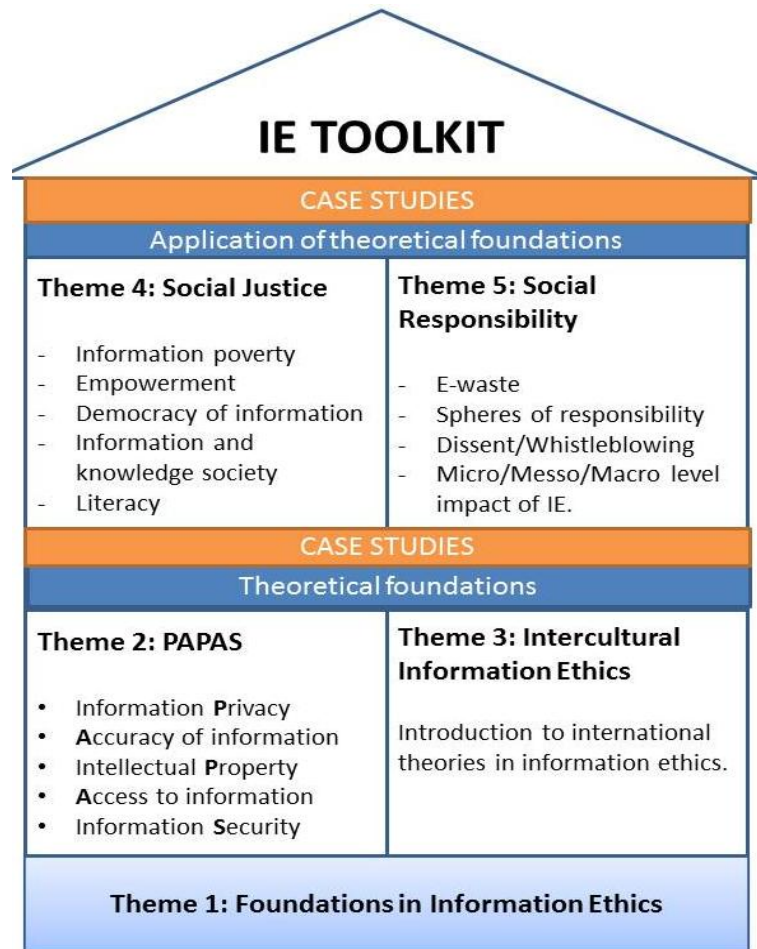 IE TOOLKIT
CASE STUDIES
Application of theoretical foundations
Theme 4: Social Justice
- Information poverty
- Empowerment
- Democracy of information
- Information and
knowledge society
- Literacy
Theme 5: Social
Responsibility
- E-waste
- Spheres of responsibility
- Dissent/Whistleblowing
- Micro/Messo/Macro level
impact of IE.
CASE STUDIES
Theoretical foundations
Theme 2: PAPAS
• Information Privacy
• Accuracy of information
• Intellectual Property
• Access to information
• Information Security
Theme 3: Intercultural
Information Ethics
Introduction to international
theories in information ethics.
Theme 1: Foundations in Information Ethics